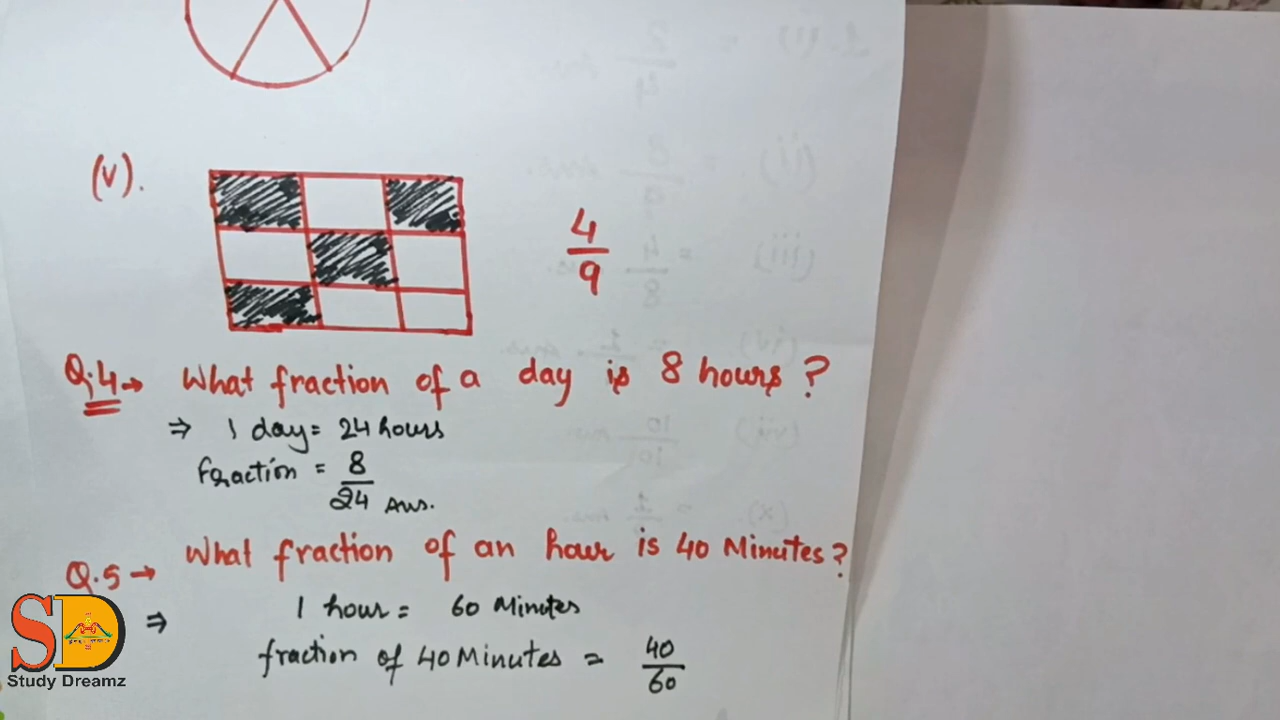 (v).
4
9
Q.4→ What fraction of a day is 8 hours?
⇒ 1 day = 24 hours
Fraction = 8
24 Ans.
Q.5→ What fraction of an hour is 40 Minutes?
⇒ 1 hour = 60 Minutes
fraction of 40 Minutes = 40
60
SD
Study Dreamz